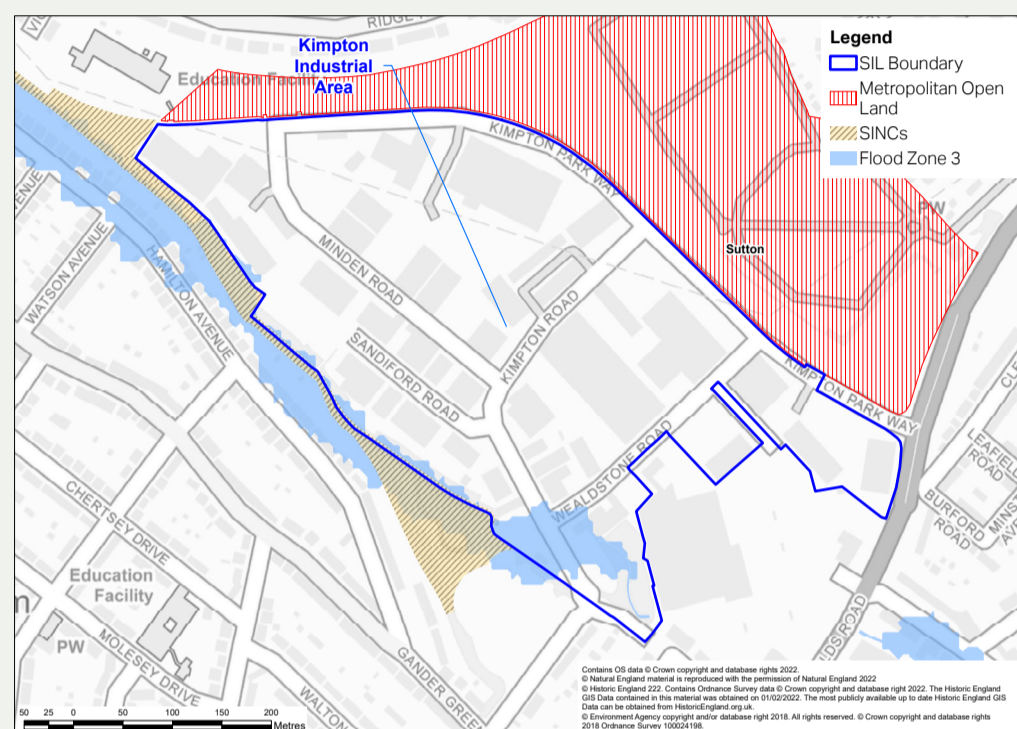 RIDGE
Kimpton
Industrial
Area
Education Facility
Legend
SIL Boundary
Metropolitan Open
Land
SINCs
Flood Zone 3
KIMPTON PARK WAY
PW
Sutton
WATSON AVENUE
HAMILTON AVENUE
MINDEN ROAD
SANDIFORD ROAD
KIMPTON ROAD
KIMPTON PARK WAY
WEALDSTONE ROAD
LEAFIELD
ROAD
BURFORD
ROAD
CHERTSEY DRIVE
Education
Facility
PW
MOLESEY DRIVE
WALTON
GANDER GREEN
LDS ROAD
50 25 0 50 100 150 200
Metres
Contains OS data © Crown copyright and database rights 2022.
© Natural England material is reproduced with the permission of Natural England 2022
© Historic England 222. Contains Ordnance Survey data © Crown copyright and database right 2022. The Historic England
GIS Data contained in this material was obtained on 01/02/2022. The most publicly available up to date Historic England GIS
Data can be obtained from HistoricEngland.org.uk.
© Environment Agency copyright and/or database right 2018. All rights reserved. © Crown copyright and database rights
2018 Ordnance Survey 100024198.